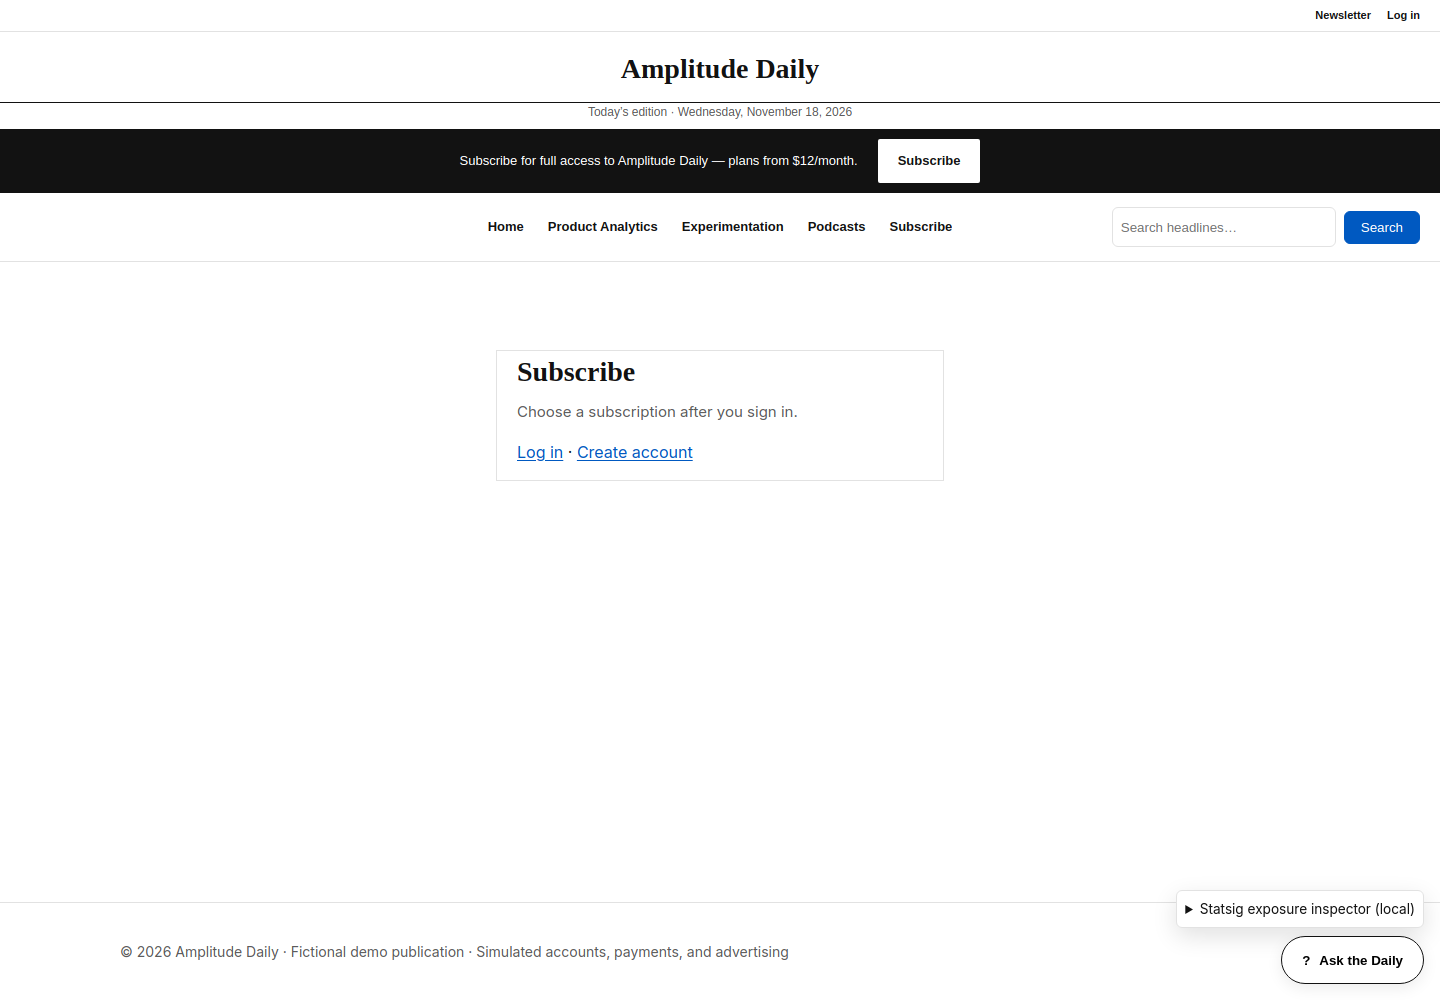 Newsletter Log in
Amplitude Daily
Today's edition · Wednesday, November 18, 2026
Subscribe for full access to Amplitude Daily — plans from $12/month. Subscribe
Home Product Analytics Experimentation Podcasts Subscribe Search headlines… Search
Subscribe
Choose a subscription after you sign in.
Log in · Create account
▶ Statsig exposure inspector (local)
© 2026 Amplitude Daily · Fictional demo publication · Simulated accounts, payments, and advertising
? Ask the Daily